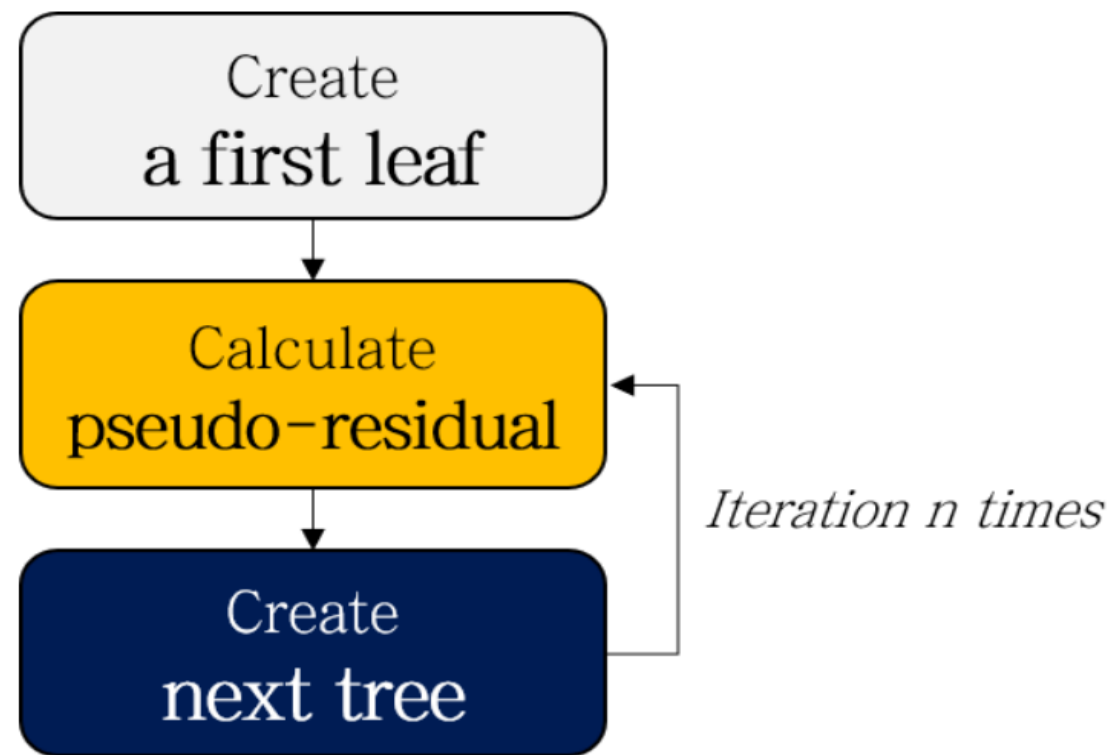 Create
a first leaf
Calculate
pseudo-residual
Iteration n times
Create
next tree